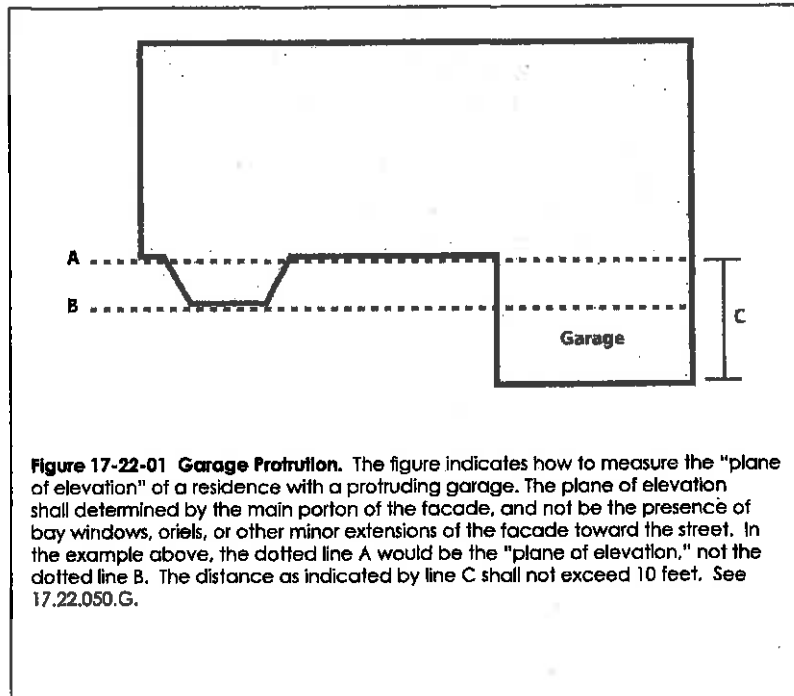 A
B
C
Garage
Figure 17-22-01 Garage Protrution. The figure indicates how to measure the "plane
of elevation" of a residence with a protruding garage. The plane of elevation
shall determined by the main porton of the facade, and not be the presence of
bay windows, oriels, or other minor extensions of the facade toward the street. In
the example above, the dotted line A would be the "plane of elevation," not the
dotted line B. The distance as indicated by line C shall not exceed 10 feet. See
17.22.050.G.